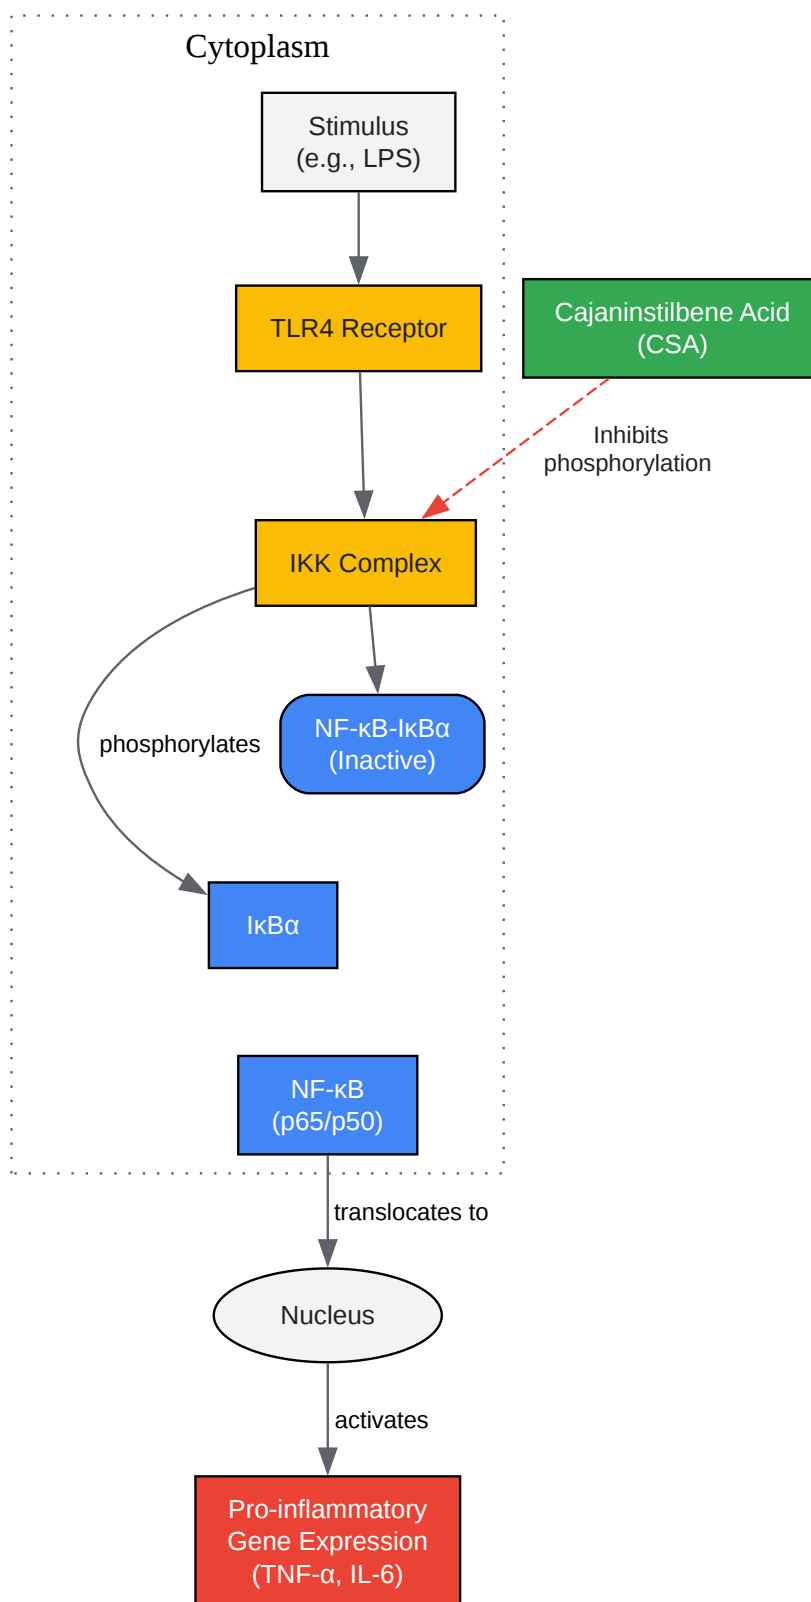 Cytoplasm
Stimulus
(e.g., LPS)
TLR4 Receptor
Cajaninstilbene Acid
(CSA)
Inhibits
phosphorylation
IKK Complex
NF-κB-IκBα
(Inactive)
phosphorylates
IκBα
NF-κB
(p65/p50)
translocates to
Nucleus
activates
Pro-inflammatory
Gene Expression
(TNF-α, IL-6)